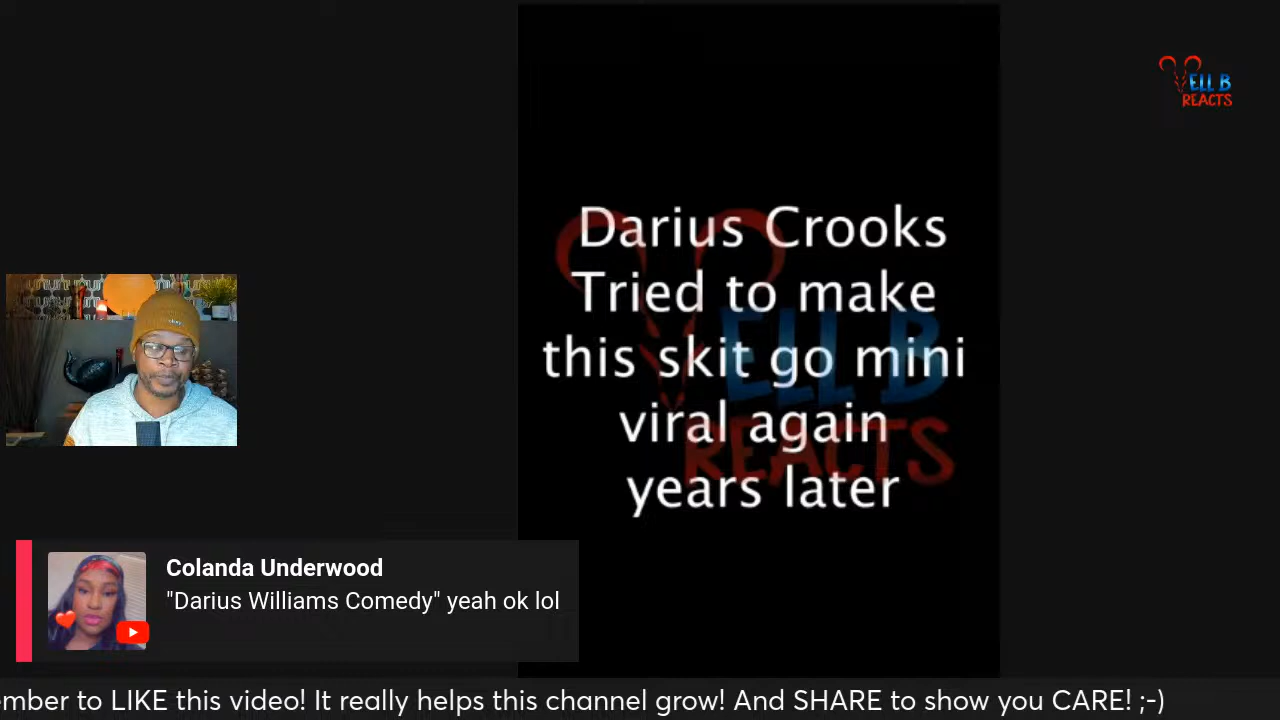 ELL B
REACTS
Darius Crooks
Tried to make
this skit go mini
viral again
years later
ELL B
REACTS
Colanda Underwood
"Darius Williams Comedy" yeah ok lol
ember to LIKE this video! It really helps this channel grow! And SHARE to show you CARE! ;-)